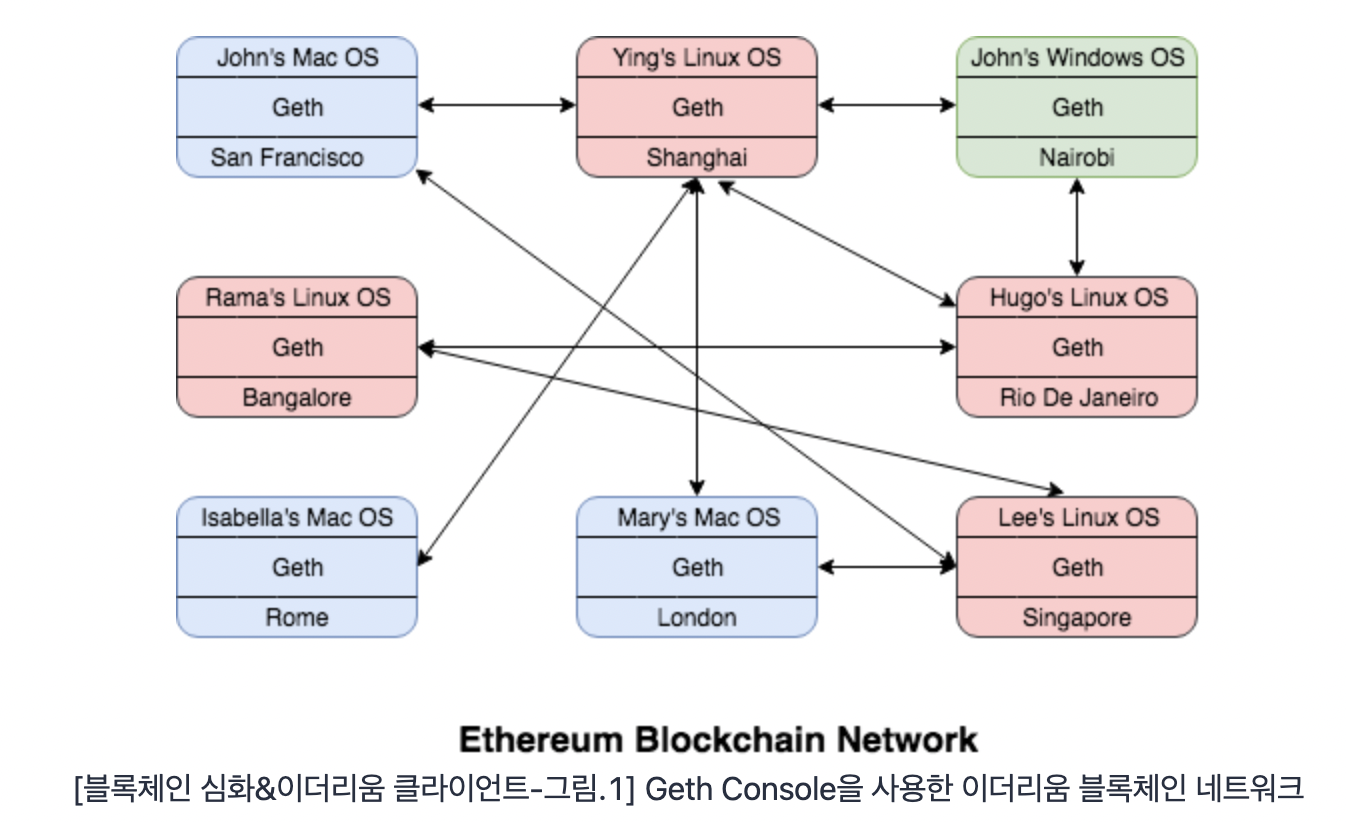 John's Mac OS
Geth
San Francisco
Ying's Linux OS
Geth
Shanghai
John's Windows OS
Geth
Nairobi
Rama's Linux OS
Geth
Bangalore
Hugo's Linux OS
Geth
Rio De Janeiro
Isabella's Mac OS
Geth
Rome
Mary's Mac OS
Geth
London
Lee's Linux OS
Geth
Singapore
Ethereum Blockchain Network
[블록체인 심화&이더리움 클라이언트-그림.1] Geth Console을 사용한 이더리움 블록체인 네트워크